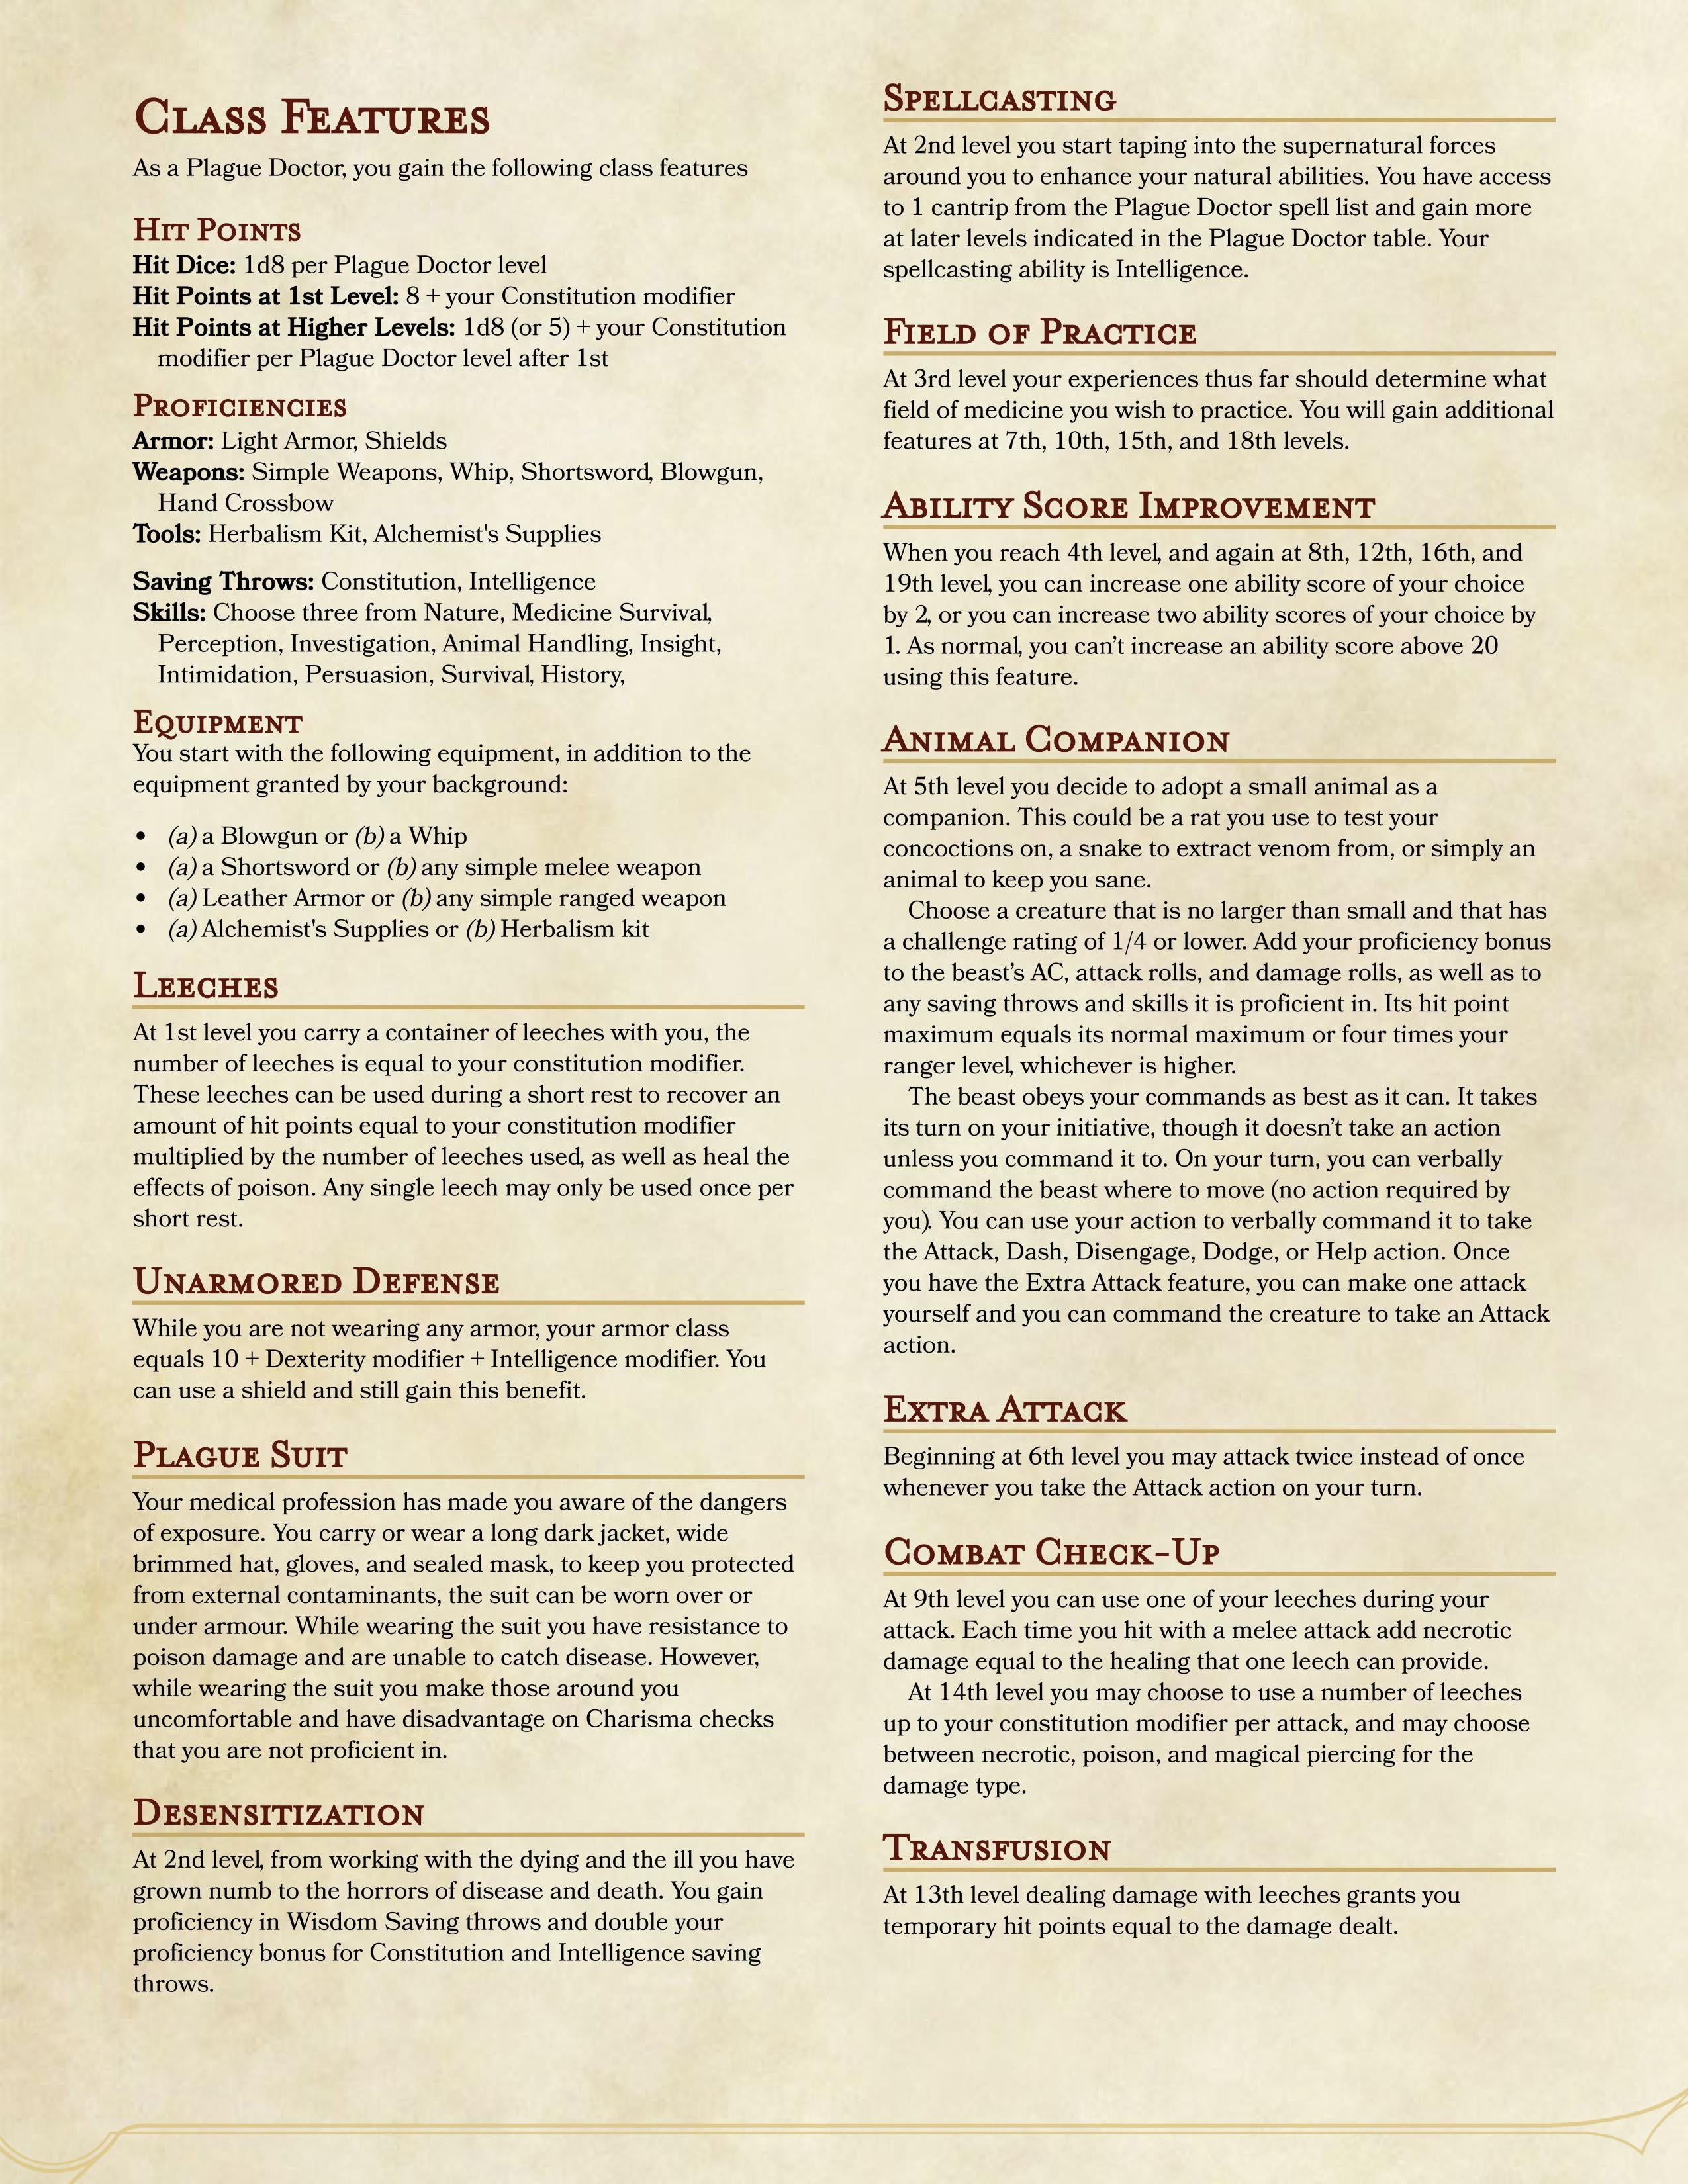 Class Features
As a Plague Doctor, you gain the following class features
Hit Points
Hit Dice: 1d8 per Plague Doctor level
Hit Points at 1st Level: 8 + your Constitution modifier
Hit Points at Higher Levels: 1d8 (or 5) + your Constitution
modifier per Plague Doctor level after 1st
Proficiencies
Armor: Light Armor, Shields
Weapons: Simple Weapons, Whip, Shortsword, Blowgun,
Hand Crossbow
Tools: Herbalism Kit, Alchemist's Supplies
Saving Throws: Constitution, Intelligence
Skills: Choose three from Nature, Medicine Survival,
Perception, Investigation, Animal Handling, Insight,
Intimidation, Persuasion, Survival, History,
Equipment
You start with the following equipment, in addition to the
equipment granted by your background:
• (a) a Blowgun or (b) a Whip
• (a) a Shortsword or (b) any simple melee weapon
• (a) Leather Armor or (b) any simple ranged weapon
• (a) Alchemist's Supplies or (b) Herbalism kit
Leeches
At 1st level you carry a container of leeches with you, the
number of leeches is equal to your constitution modifier.
These leeches can be used during a short rest to recover an
amount of hit points equal to your constitution modifier
multiplied by the number of leeches used, as well as heal the
effects of poison. Any single leech may only be used once per
short rest.
Unarmored Defense
While you are not wearing any armor, your armor class
equals 10 + Dexterity modifier + Intelligence modifier. You
can use a shield and still gain this benefit.
Plague Suit
Your medical profession has made you aware of the dangers
of exposure. You carry or wear a long dark jacket, wide
brimmed hat, gloves, and sealed mask, to keep you protected
from external contaminants, the suit can be worn over or
under armour. While wearing the suit you have resistance to
poison damage and are unable to catch disease. However,
while wearing the suit you make those around you
uncomfortable and have disadvantage on Charisma checks
that you are not proficient in.
Desensitization
At 2nd level, from working with the dying and the ill you have
grown numb to the horrors of disease and death. You gain
proficiency in Wisdom Saving throws and double your
proficiency bonus for Constitution and Intelligence saving
throws.
Spellcasting
At 2nd level you start taping into the supernatural forces
around you to enhance your natural abilities. You have access
to 1 cantrip from the Plague Doctor spell list and gain more
at later levels indicated in the Plague Doctor table. Your
spellcasting ability is Intelligence.
Field of Practice
At 3rd level your experiences thus far should determine what
field of medicine you wish to practice. You will gain additional
features at 7th, 10th, 15th, and 18th levels.
Ability Score Improvement
When you reach 4th level, and again at 8th, 12th, 16th, and
19th level, you can increase one ability score of your choice
by 2, or you can increase two ability scores of your choice by
1. As normal, you can’t increase an ability score above 20
using this feature.
Animal Companion
At 5th level you decide to adopt a small animal as a
companion. This could be a rat you use to test your
concoctions on, a snake to extract venom from, or simply an
animal to keep you sane.
Choose a creature that is no larger than small and that has
a challenge rating of 1/4 or lower. Add your proficiency bonus
to the beast’s AC, attack rolls, and damage rolls, as well as to
any saving throws and skills it is proficient in. Its hit point
maximum equals its normal maximum or four times your
ranger level, whichever is higher.
The beast obeys your commands as best as it can. It takes
its turn on your initiative, though it doesn’t take an action
unless you command it to. On your turn, you can verbally
command the beast where to move (no action required by
you). You can use your action to verbally command it to take
the Attack, Dash, Disengage, Dodge, or Help action. Once
you have the Extra Attack feature, you can make one attack
yourself and you can command the creature to take an Attack
action.
Extra Attack
Beginning at 6th level you may attack twice instead of once
whenever you take the Attack action on your turn.
Combat Check-Up
At 9th level you can use one of your leeches during your
attack. Each time you hit with a melee attack add necrotic
damage equal to the healing that one leech can provide.
At 14th level you may choose to use a number of leeches
up to your constitution modifier per attack, and may choose
between necrotic, poison, and magical piercing for the
damage type.
Transfusion
At 13th level dealing damage with leeches grants you
temporary hit points equal to the damage dealt.